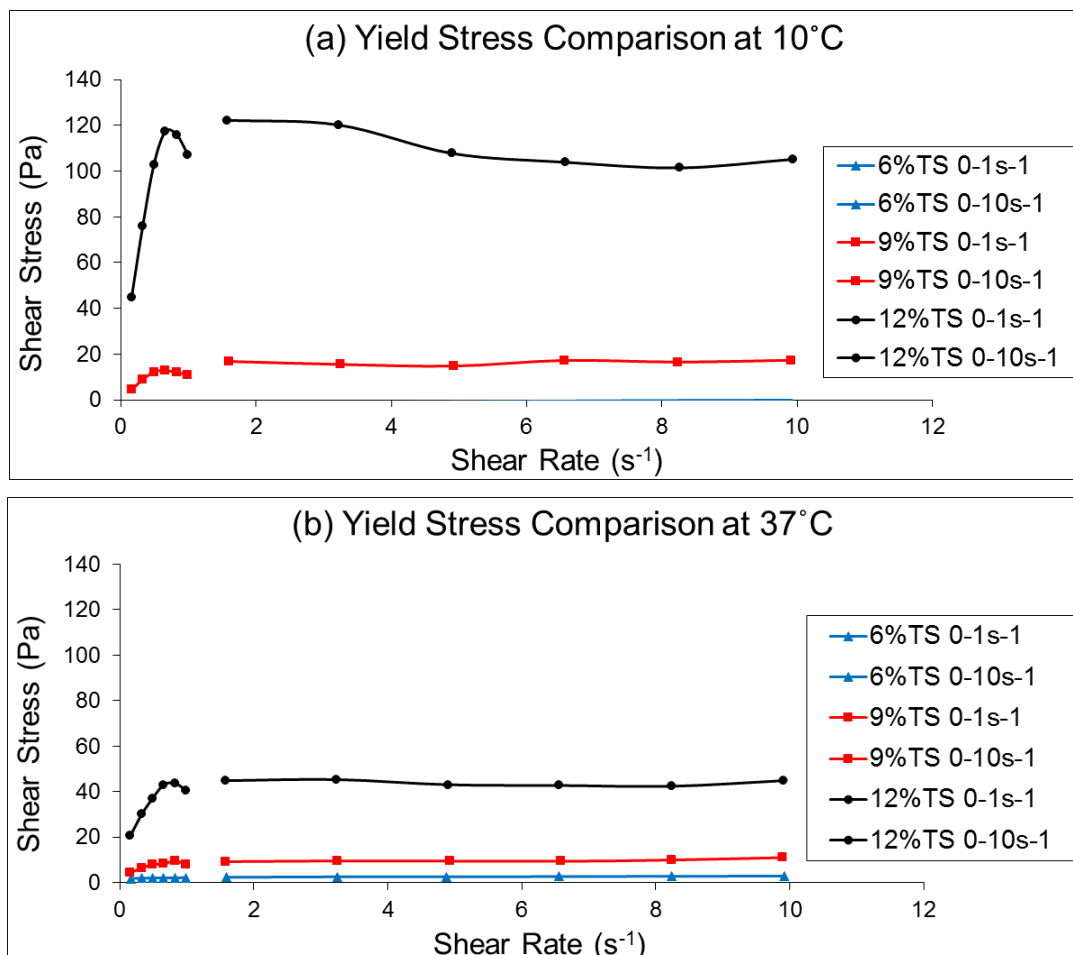 (a) Yield Stress Comparison at 10˚C
Shear Stress (Pa)
140
120
100
80
60
40
20
0
0 2 4 6 8 10 12
Shear Rate (s-1)
6%TS 0-1s-1
6%TS 0-10s-1
9%TS 0-1s-1
9%TS 0-10s-1
12%TS 0-1s-1
12%TS 0-10s-1
(b) Yield Stress Comparison at 37˚C
Shear Stress (Pa)
140
120
100
80
60
40
20
0
0 2 4 6 8 10 12
Shear Rate (s-1)
6%TS 0-1s-1
6%TS 0-10s-1
9%TS 0-1s-1
9%TS 0-10s-1
12%TS 0-1s-1
12%TS 0-10s-1